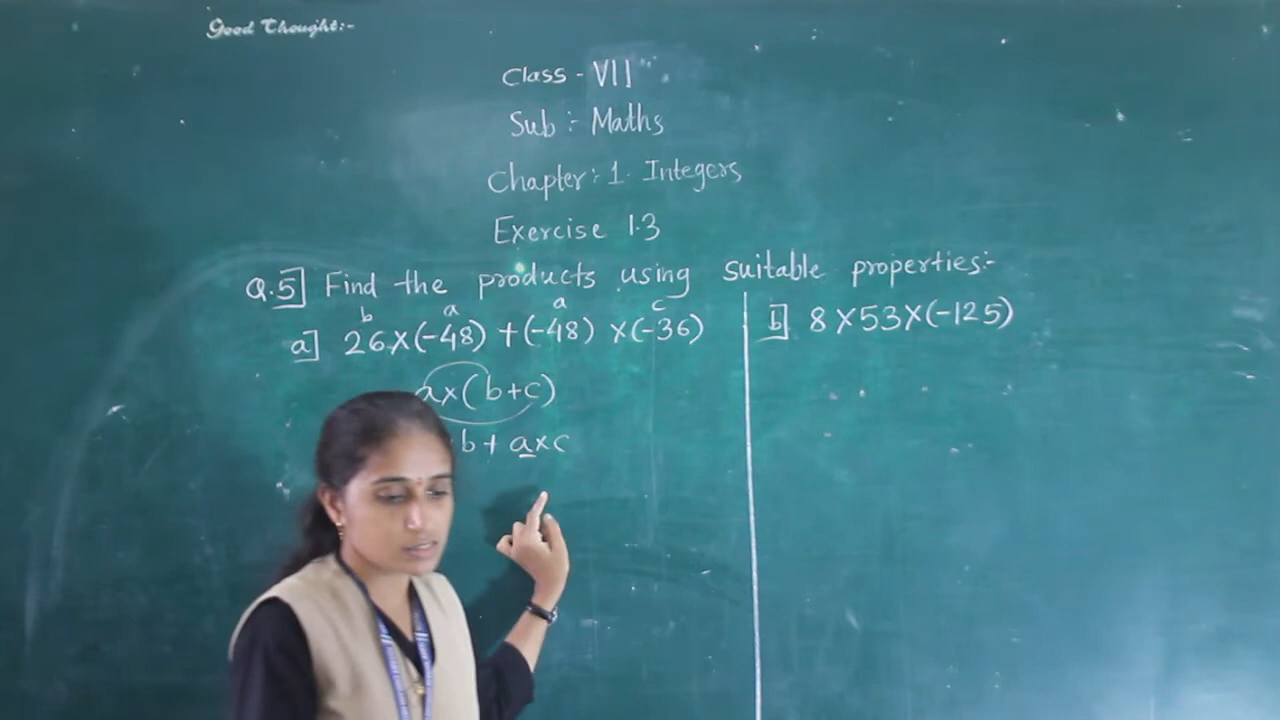 Good Thought:-
Class - VII
Sub :- Maths
Chapter :- 1. Integers
Exercise 1.3
Q.5] Find the products using suitable properties:-
b a a c
a] 26×(-48) + (-48) ×(-36)
a×(b+c)
b + a×c
b] 8×53×(-125)